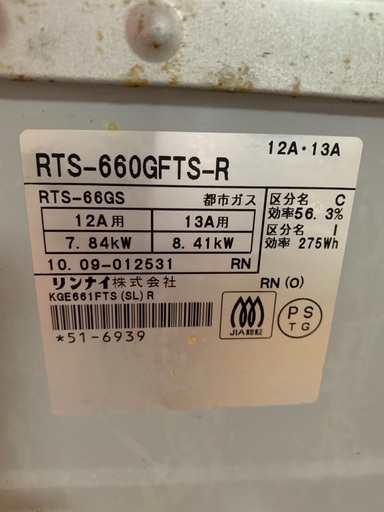 12A・13A
RTS-660GFTS-R
RTS-66GS 都市ガス
12A用 13A用
7.84kW 8.41kW
区分名 C
効率56.3%
区分名 I
効率 275Wh
10.09-012531 RN
リンナイ株式会社 RN(O)
KGE661FTS(SL)R
*51-6939
JIA認証
PS
TG